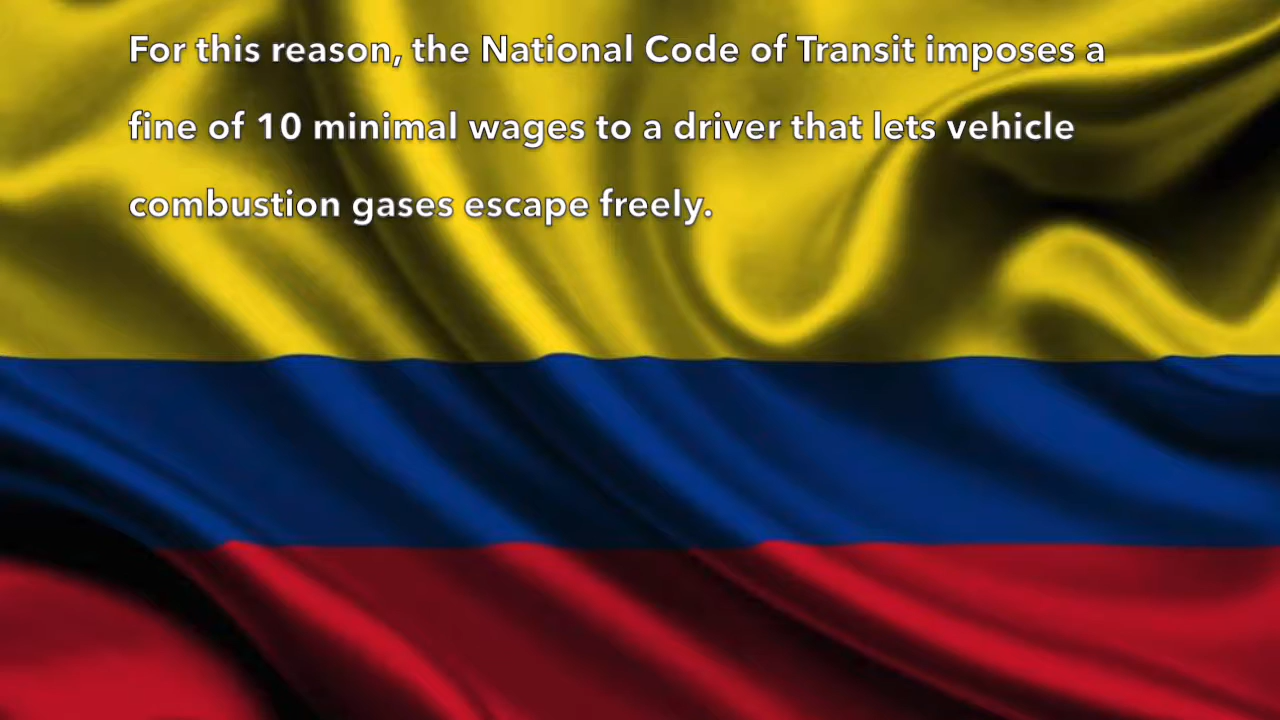 For this reason, the National Code of Transit imposes a
fine of 10 minimal wages to a driver that lets vehicle
combustion gases escape freely.